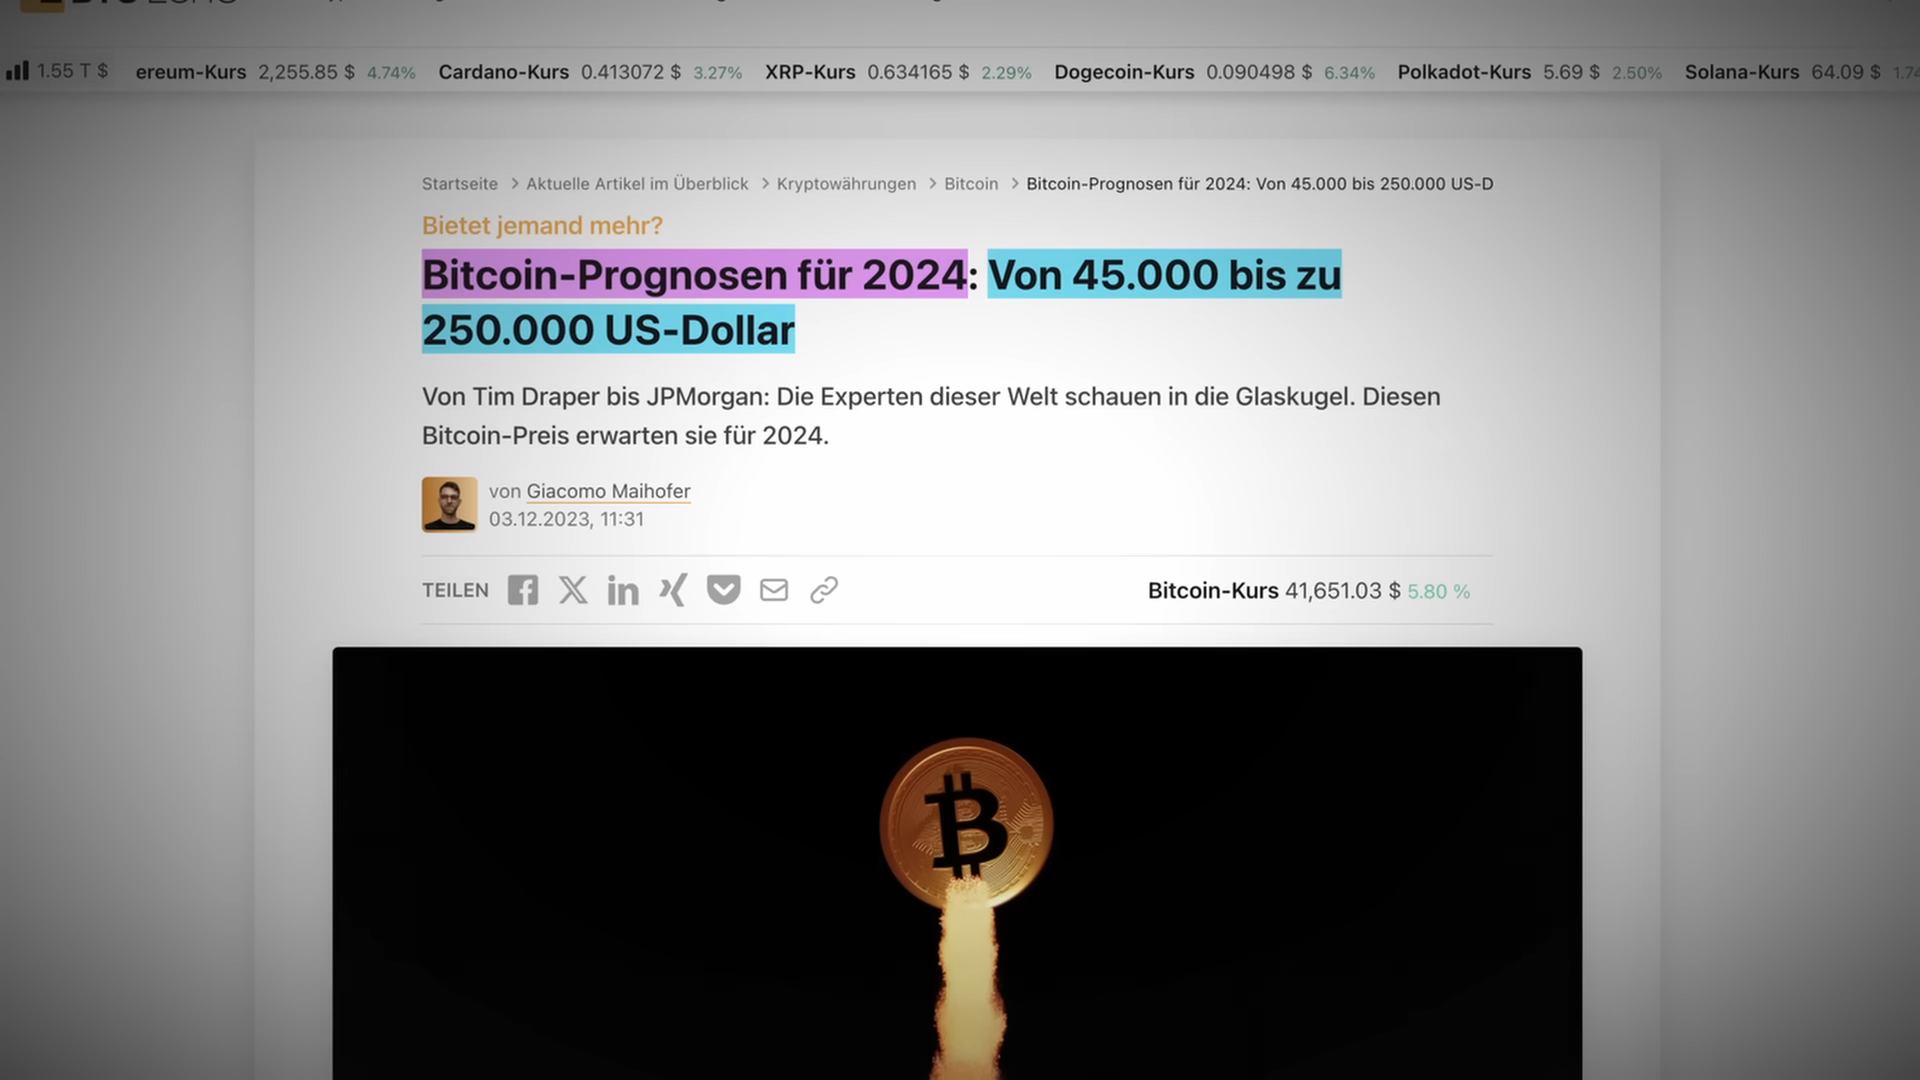 1.55 T $ ereum-Kurs 2,255.85 $ 4.74% Cardano-Kurs 0.413072 $ 3.27% XRP-Kurs 0.634165 $ 2.29% Dogecoin-Kurs 0.090498 $ 6.34% Polkadot-Kurs 5.69 $ 2.50% Solana-Kurs 64.09 $ 1.74
Startseite > Aktuelle Artikel im Überblick > Kryptowährungen > Bitcoin > Bitcoin-Prognosen für 2024: Von 45.000 bis 250.000 US-D
Bietet jemand mehr?
Bitcoin-Prognosen für 2024: Von 45.000 bis zu
250.000 US-Dollar
Von Tim Draper bis JPMorgan: Die Experten dieser Welt schauen in die Glaskugel. Diesen
Bitcoin-Preis erwarten sie für 2024.
von Giacomo Maihofer
03.12.2023, 11:31
TEILEN Bitcoin-Kurs 41,651.03 $ 5.80 %